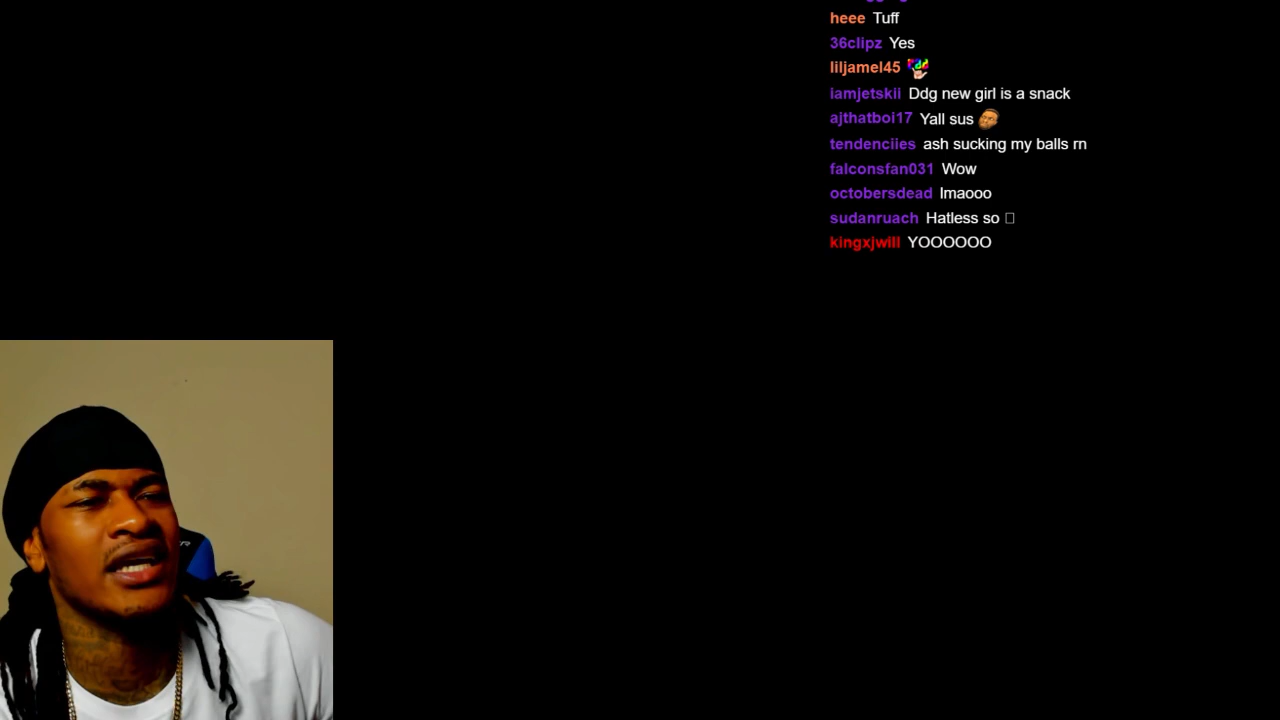 heee Tuff
36clipz Yes
liljamel45
iamjetskii Ddg new girl is a snack
ajthatboi17 Yall sus
tendenciies ash sucking my balls rn
falconsfan031 Wow
octobersdead lmaooo
sudanruach Hatless so
kingxjwill YOOOOOO